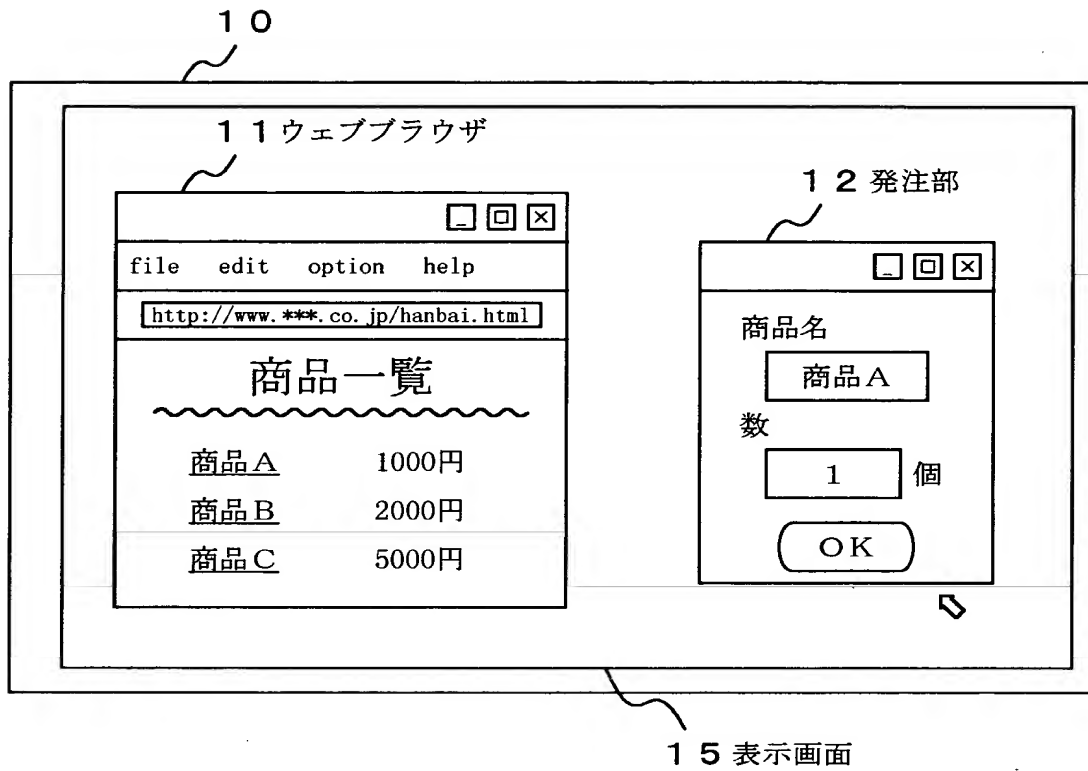 １０
１１ウェブブラウザ
１２発注部
file edit option help
http://www.***.co.jp/hanbai.html
商品一覧
商品Ａ 1000円
商品Ｂ 2000円
商品Ｃ 5000円
商品名
商品Ａ
数
１ 個
ＯＫ
１５表示画面